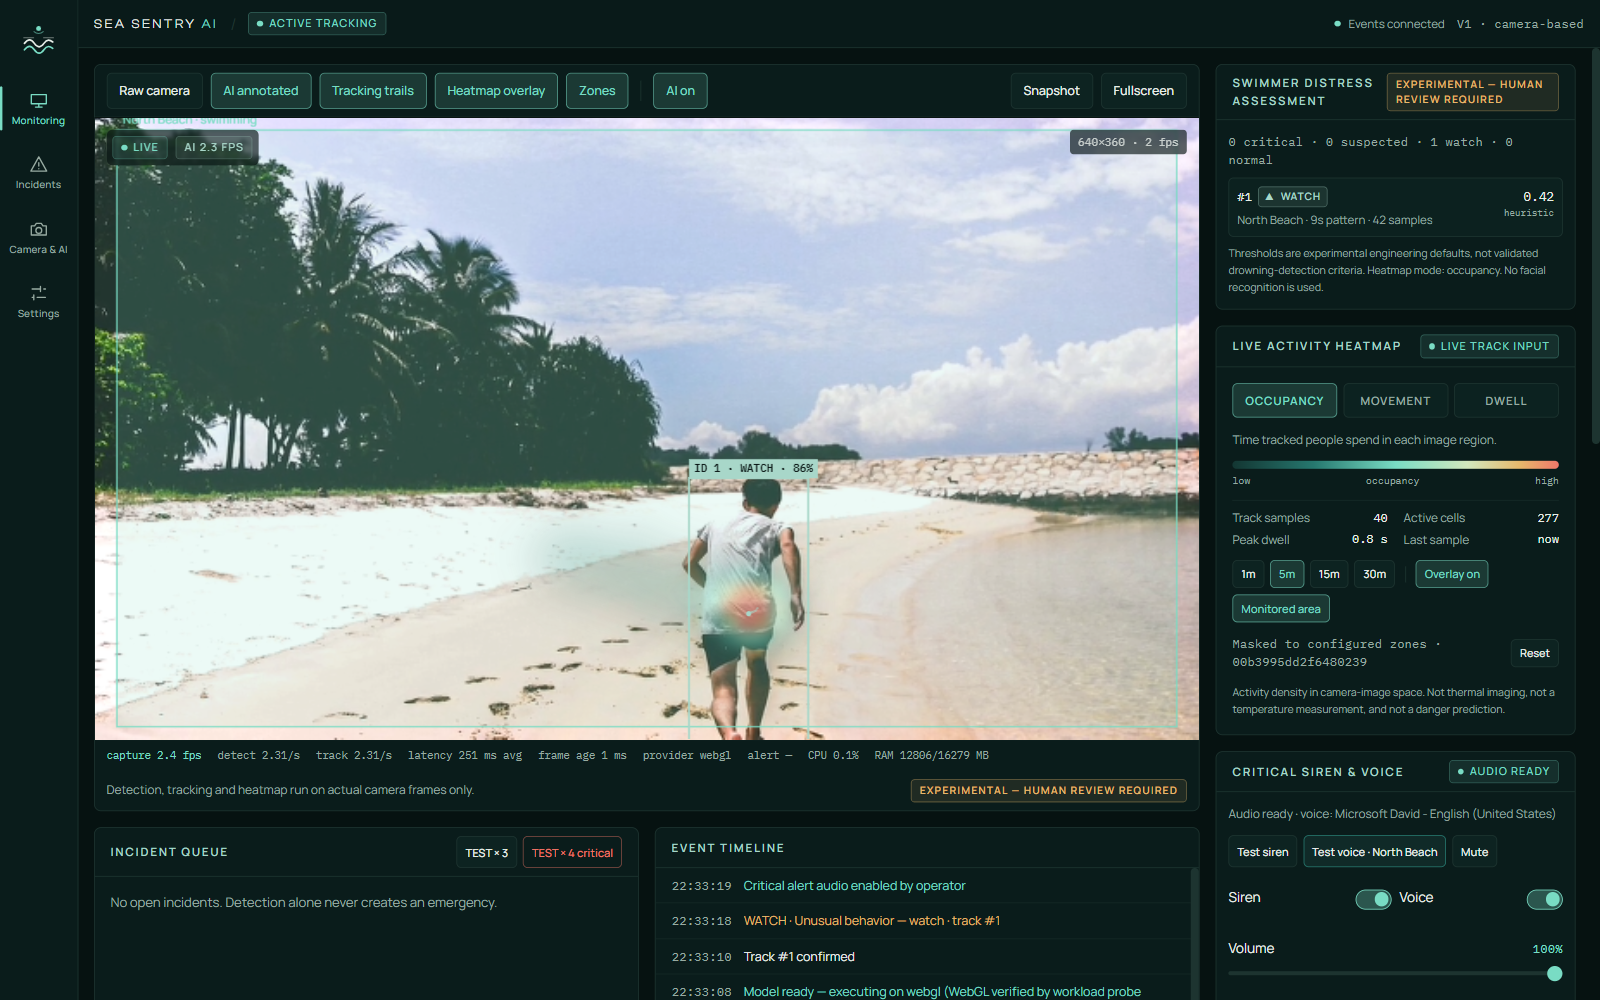 SEA SENTRY AI / ACTIVE TRACKING
Events connected V1 · camera-based
Monitoring
Incidents
Camera & AI
Settings
Raw camera AI annotated Tracking trails Heatmap overlay Zones AI on Snapshot Fullscreen
North Beach · swimming
LIVE AI 2.3 FPS
640×360 · 2 fps
ID 1 · WATCH · 86%
capture 2.4 fps detect 2.31/s track 2.31/s latency 251 ms avg frame age 1 ms provider webgl alert — CPU 0.1% RAM 12806/16279 MB
Detection, tracking and heatmap run on actual camera frames only.
EXPERIMENTAL — HUMAN REVIEW REQUIRED
INCIDENT QUEUE
TEST × 3 TEST × 4 critical
No open incidents. Detection alone never creates an emergency.
EVENT TIMELINE
22:33:19 Critical alert audio enabled by operator
22:33:18 WATCH · Unusual behavior — watch · track #1
22:33:10 Track #1 confirmed
22:33:08 Model ready — executing on webgl (WebGL verified by workload probe
SWIMMER DISTRESS
ASSESSMENT
EXPERIMENTAL — HUMAN
REVIEW REQUIRED
0 critical · 0 suspected · 1 watch · 0
normal
#1 ▲ WATCH 0.42
North Beach · 9s pattern · 42 samples heuristic
Thresholds are experimental engineering defaults, not validated
drowning-detection criteria. Heatmap mode: occupancy. No facial
recognition is used.
LIVE ACTIVITY HEATMAP LIVE TRACK INPUT
OCCUPANCY MOVEMENT DWELL
Time tracked people spend in each image region.
low occupancy high
Track samples 40 Active cells 277
Peak dwell 0.8 s Last sample now
1m 5m 15m 30m Overlay on
Monitored area
Masked to configured zones ·
00b3995dd2f6480239
Reset
Activity density in camera-image space. Not thermal imaging, not a
temperature measurement, and not a danger prediction.
CRITICAL SIREN & VOICE AUDIO READY
Audio ready · voice: Microsoft David - English (United States)
Test siren Test voice · North Beach Mute
Siren Voice
Volume 100%